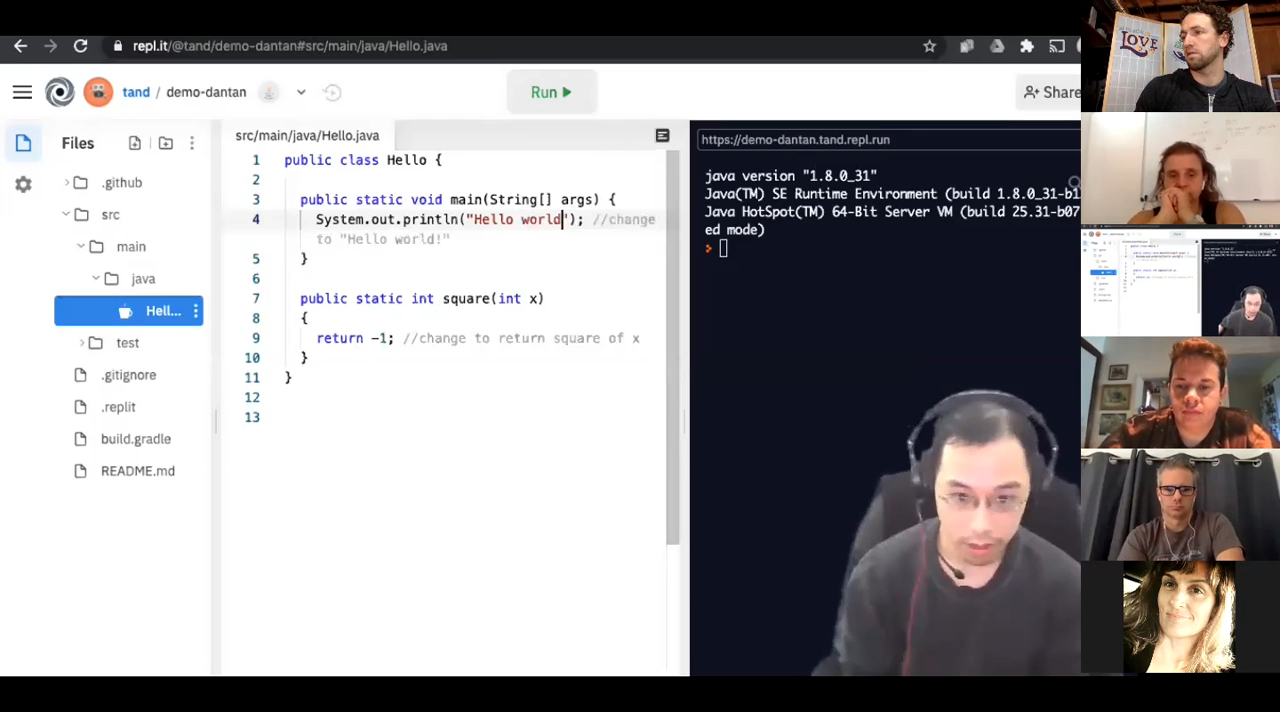 repl.it/@tand/demo-dantan#src/main/java/Hello.java
tand / demo-dantan
Run
Share
Files
.github
src
main
java
Hell...
test
.gitignore
.replit
build.gradle
README.md
src/main/java/Hello.java
1 public class Hello {
2
3 public static void main(String[] args) {
4 System.out.println("Hello world"); //change
to "Hello world!"
5 }
6
7 public static int square(int x)
8 {
9 return -1; //change to return square of x
10 }
11 }
12
13
https://demo-dantan.tand.repl.run
java version "1.8.0_31"
Java(TM) SE Runtime Environment (build 1.8.0_31-b1
Java HotSpot(TM) 64-Bit Server VM (build 25.31-b07
ed mode)
LOVE